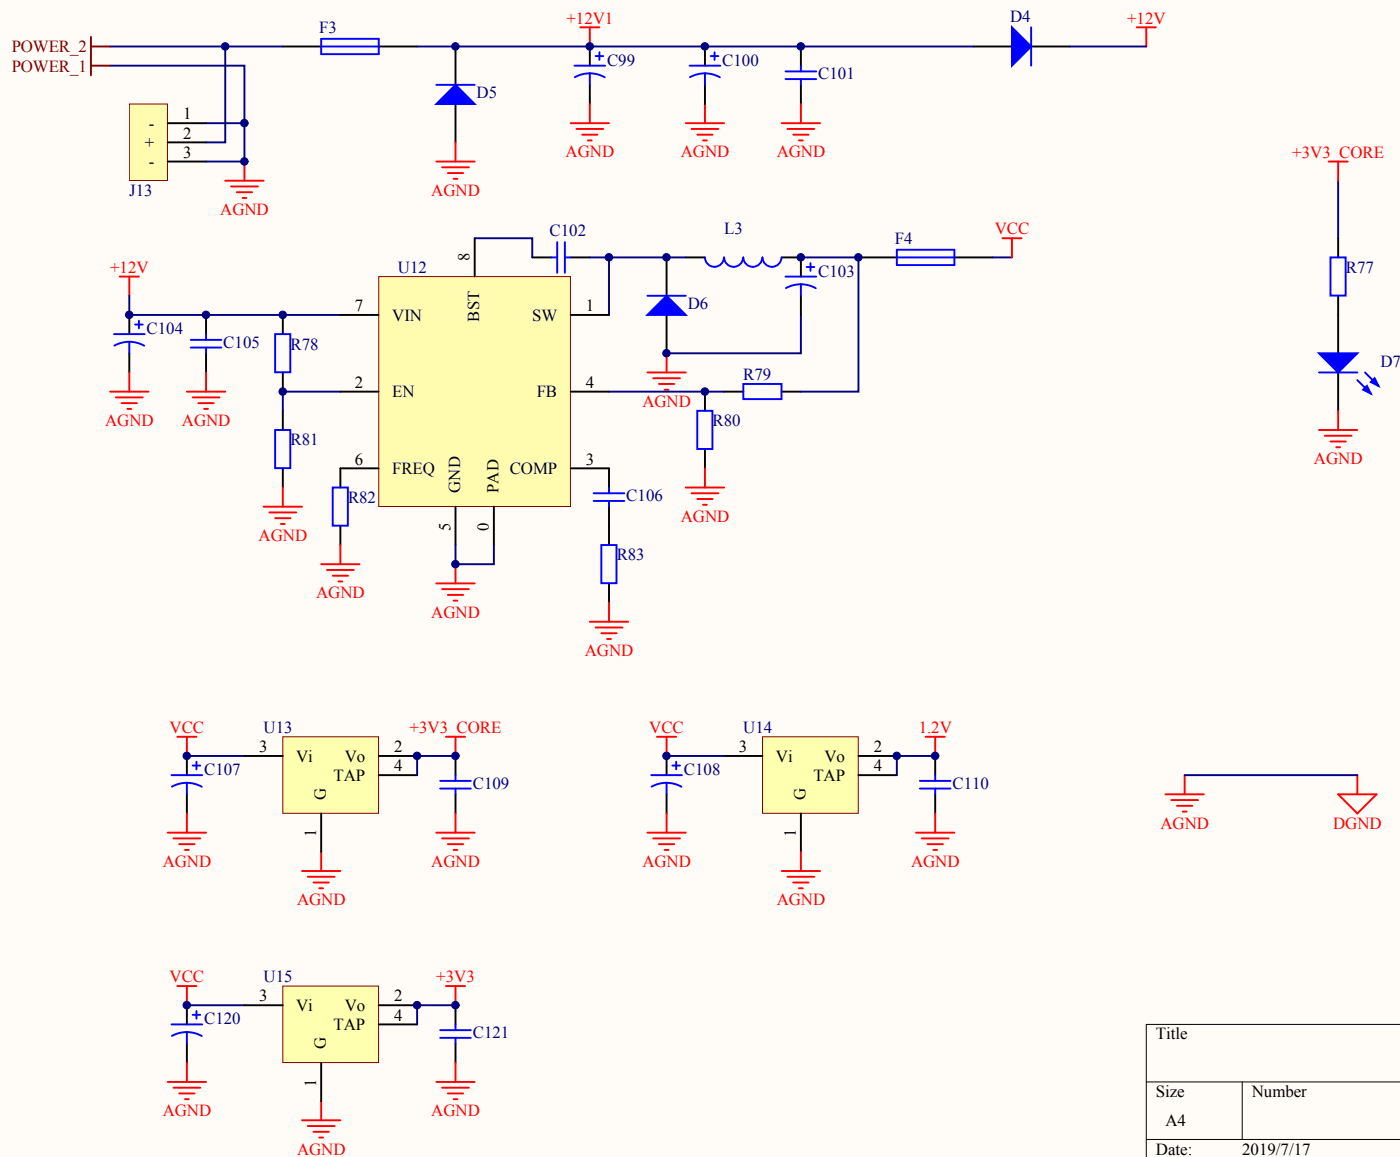 POWER_2
POWER_1
F3
+12V1
D4
+12V
C99
C100
C101
D5
AGND
AGND
AGND
AGND
1
2
3
-
+
-
J13
AGND
+3V3_CORE
R77
D7
AGND
+12V
C104
C105
R78
R81
AGND
AGND
AGND
U12
7
VIN
2
EN
6
FREQ
8
BST
SW
1
FB
4
COMP
3
GND
PAD
5
0
R82
AGND
AGND
C102
L3
F4
VCC
C103
D6
AGND
R79
R80
AGND
C106
R83
AGND
VCC
U13
+3V3_CORE
3
Vi
Vo
2
TAP
4
G
1
C107
C109
AGND
AGND
AGND
VCC
U14
1.2V
3
Vi
Vo
2
TAP
4
G
1
C108
C110
AGND
AGND
AGND
AGND
DGND
VCC
U15
+3V3
3
Vi
Vo
2
TAP
4
G
1
C120
C121
AGND
AGND
AGND
Title
Size
Number
A4
Date:
2019/7/17